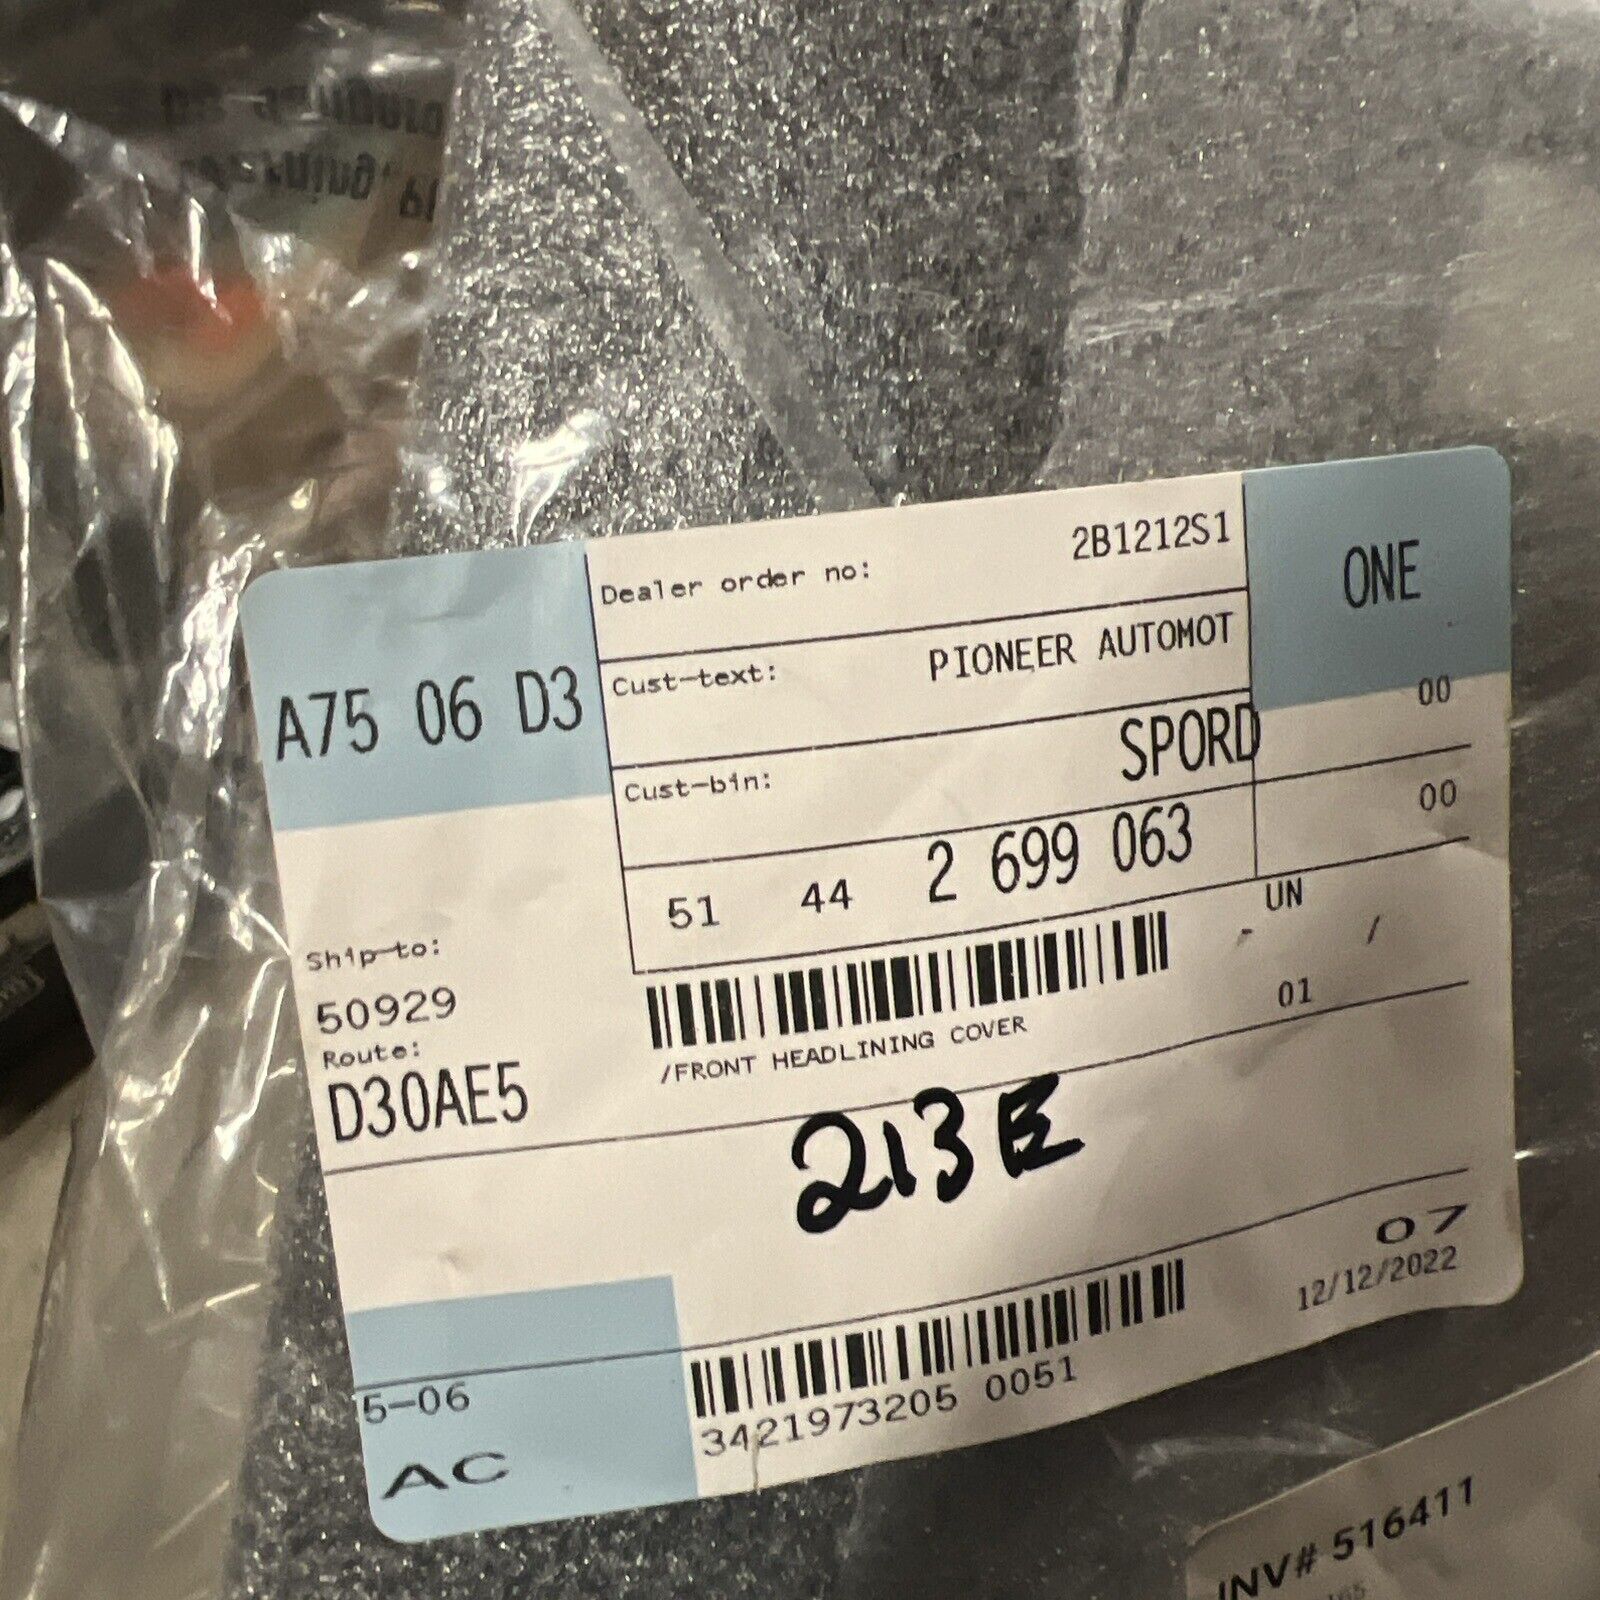 A75 06 D3
Dealer order no:
2B1212S1
ONE
Cust-text:
PIONEER AUTOMOT
00
Cust-bin:
SPORD
00
51 44 2 699 063
UN
- /
Ship-to:
50929
Route:
D30AE5
/FRONT HEADLINING COVER
01
213E
07
12/12/2022
5-06
AC
3421973205 0051
INV# 516411